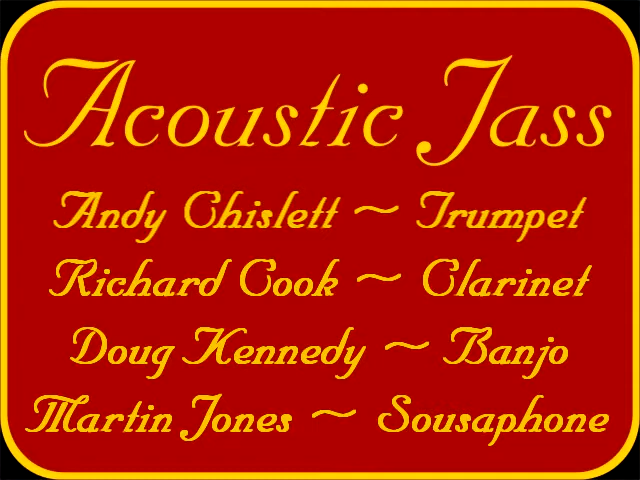 Acoustic Jass
Andy Chislett ~ Trumpet
Richard Cook ~ Clarinet
Doug Kennedy ~ Banjo
Martin Jones ~ Sousaphone